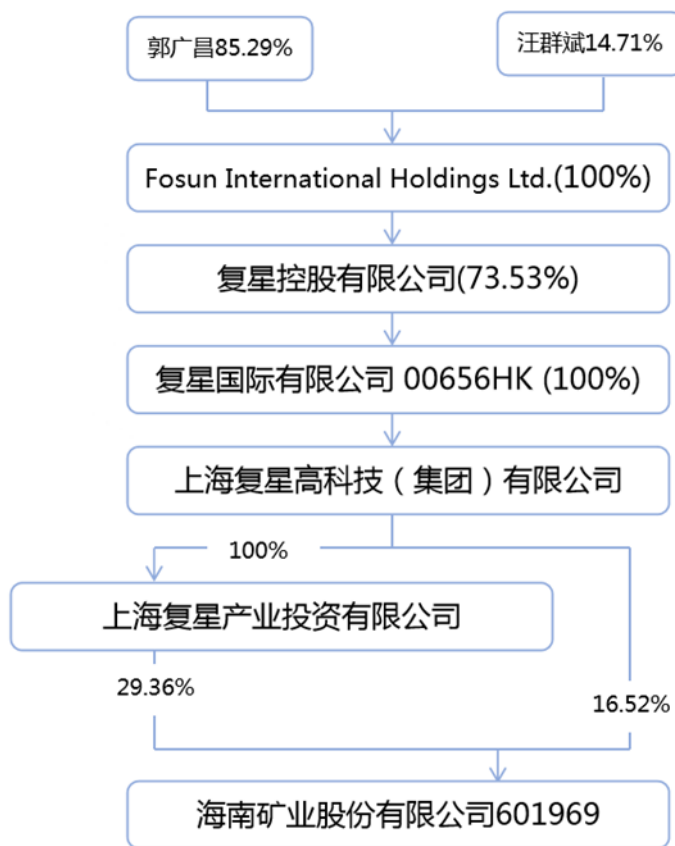 郭广昌85.29%
汪群斌14.71%
Fosun International Holdings Ltd.(100%)
复星控股有限公司(73.53%)
复星国际有限公司 00656HK (100%)
上海复星高科技（集团）有限公司
100%
上海复星产业投资有限公司
29.36%
16.52%
海南矿业股份有限公司601969